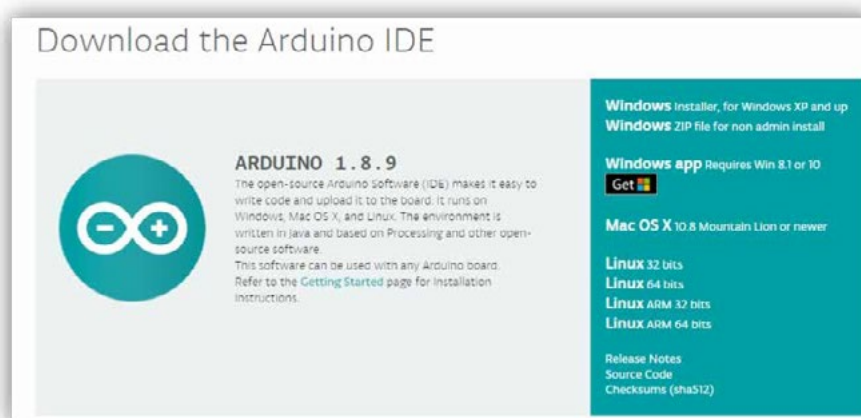 Download the Arduino IDE
ARDUINO 1.8.9
The open-source Arduino Software (IDE) makes it easy to
write code and upload it to the board. It runs on
Windows, Mac OS X, and Linux. The environment is
written in Java and based on Processing and other open-
source software.
This software can be used with any Arduino board.
Refer to the Getting Started page for Installation
instructions.
Windows Installer, for Windows XP and up
Windows ZIP file for non admin install
Windows app Requires Win 8.1 or 10
Get
Mac OS X 10.8 Mountain Lion or newer
Linux 32 bits
Linux 64 bits
Linux ARM 32 bits
Linux ARM 64 bits
Release Notes
Source Code
Checksums (sha512)